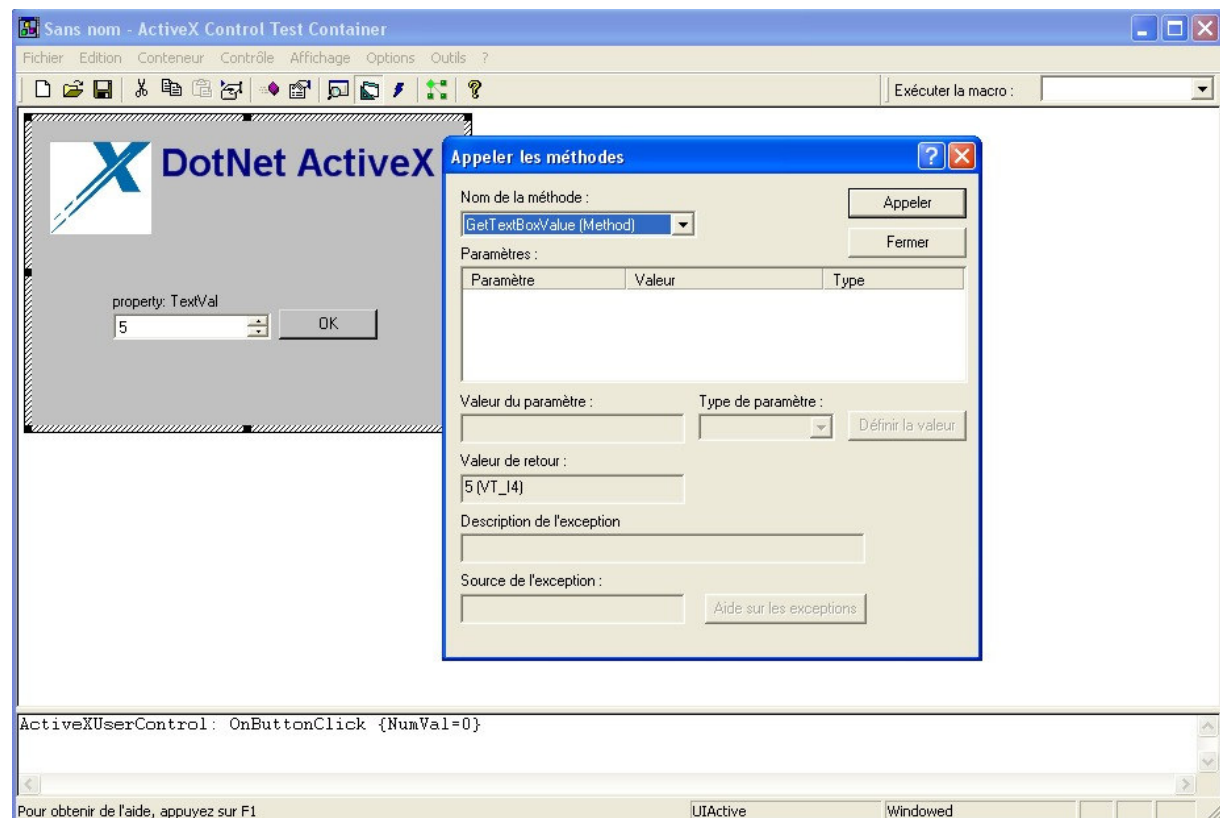 Sans nom - ActiveX Control Test Container
Fichier Edition Conteneur Contrôle Affichage Options Outils ?
Exécuter la macro :
DotNet ActiveX
property: TextVal
5
OK
Appeler les méthodes
Nom de la méthode :
GetTextBoxValue (Method)
Appeler
Fermer
Paramètres :
Paramètre Valeur Type
Valeur du paramètre : Type de paramètre :
Définir la valeur
Valeur de retour :
5 (VT_I4)
Description de l'exception
Source de l'exception :
Aide sur les exceptions
ActiveXUserControl: OnButtonClick {NumVal=0}
Pour obtenir de l'aide, appuyez sur F1 UIActive Windowed